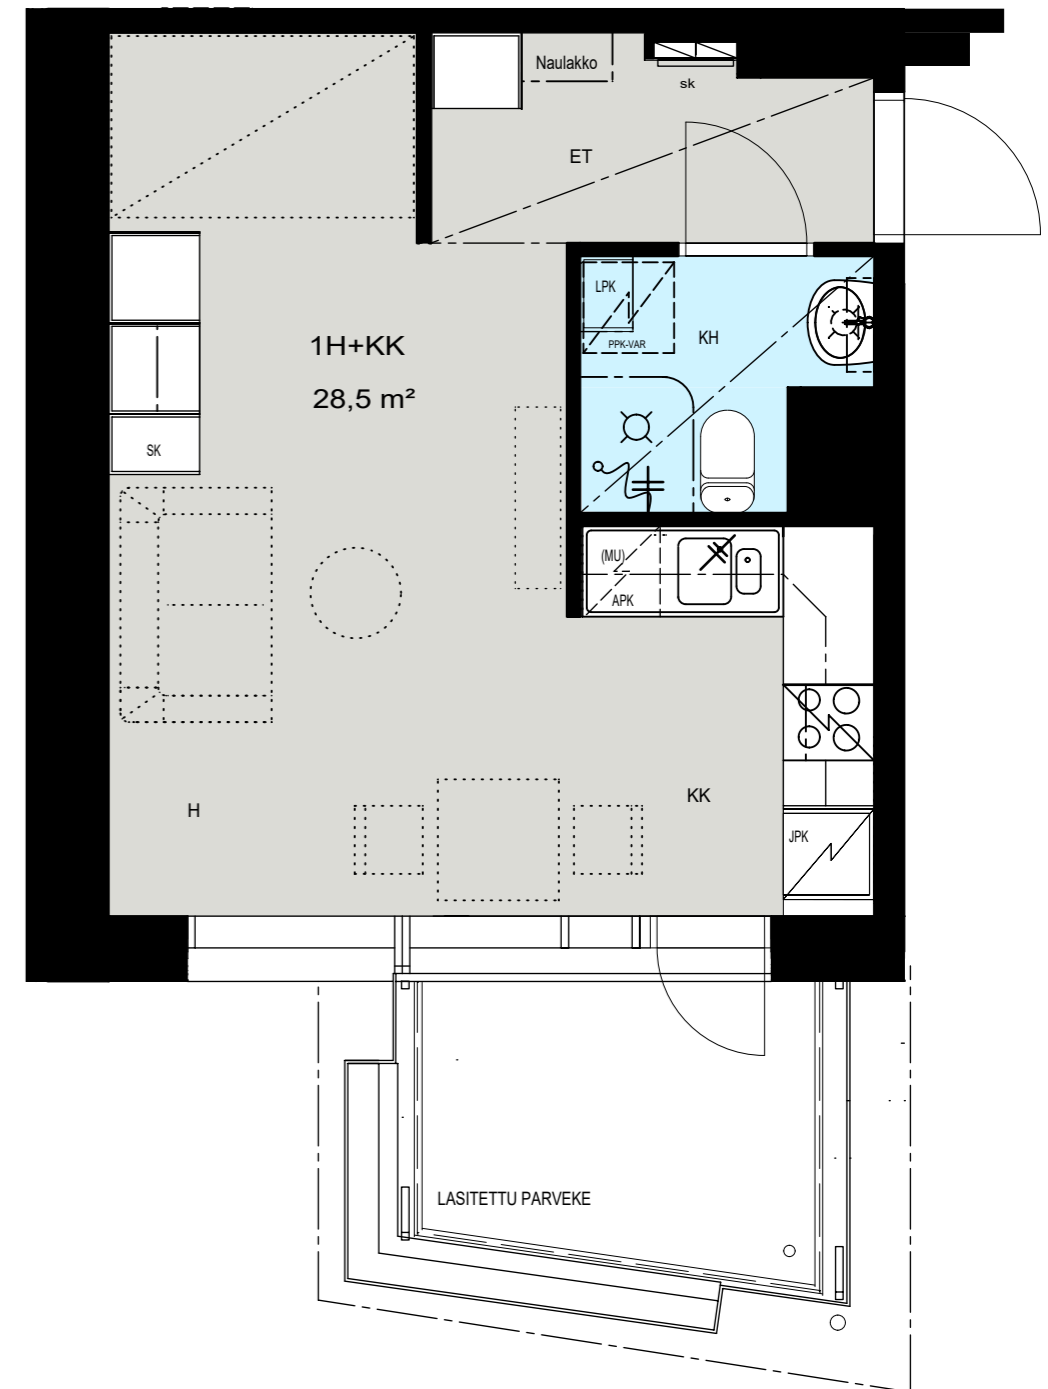 Naulakko
sk
ET
LPK
PPK-VAR
KH
1H+KK
28,5 m²
SK
(MU)
APK
H
KK
JPK
LASITETTU PARVEKE